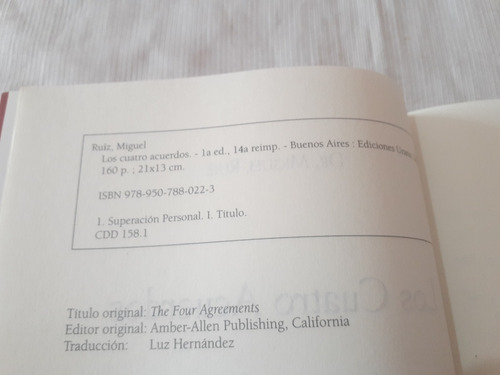 Ruiz, Miguel
Los cuatro acuerdos. - 1a ed., 14a reimp. - Buenos Aires : Ediciones
160 p. ; 21x13 cm.
ISBN 978-950-788-022-3
1. Superación Personal. I. Título.
CDD 158.1
Título original: The Four Agreements
Editor original: Amber-Allen Publishing, California
Traducción: Luz Hernández